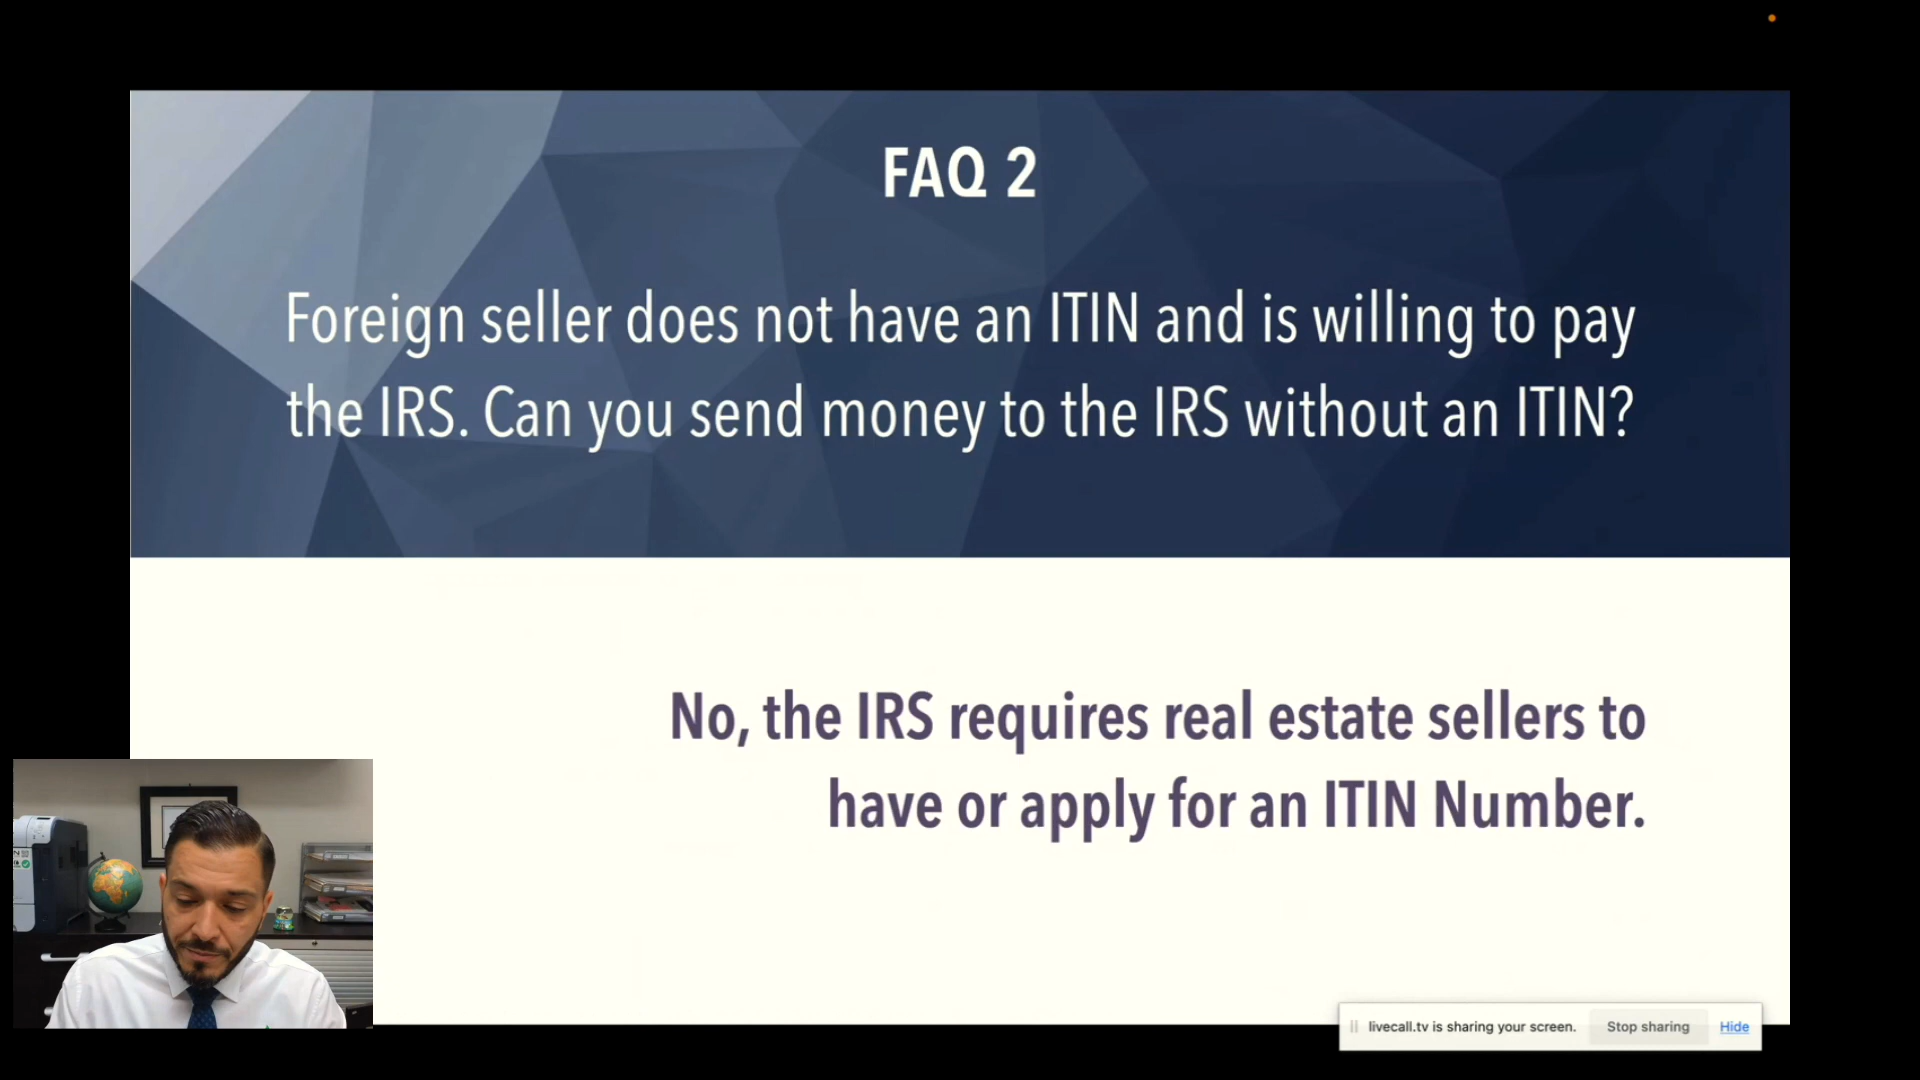 FAQ 2
Foreign seller does not have an ITIN and is willing to pay
the IRS. Can you send money to the IRS without an ITIN?
No, the IRS requires real estate sellers to
have or apply for an ITIN Number.
livecall.tv is sharing your screen. Stop sharing Hide